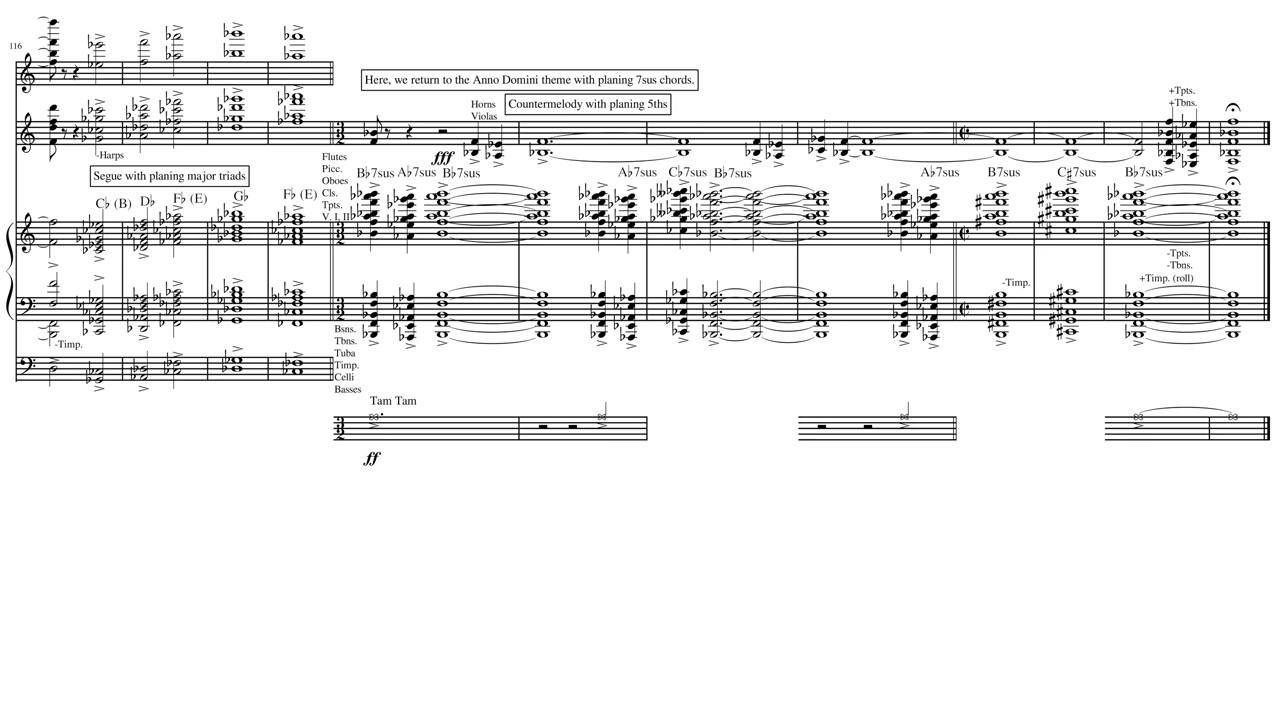 116
Here, we return to the Anno Domini theme with planing 7sus chords.
+Tpts.
+Tbns.
Horns
Violas
Countermelody with planing 5ths
fff
-Harps
Segue with planing major triads
Flutes
Picc.
Oboes
Cls.
Tpts.
V. I, II
C♭ (B) D♭ F♭ (E) G♭ F♭ (E)
B♭7sus A♭7sus B♭7sus A♭7sus C♭7sus B♭7sus A♭7sus B7sus C♯7sus B♭7sus
3
2
-Tpts.
-Tbns.
+Timp. (roll)
-Timp.
-Timp.
Bsns.
Tbns.
Tuba
Timp.
Celli
Basses
Tam Tam
ff